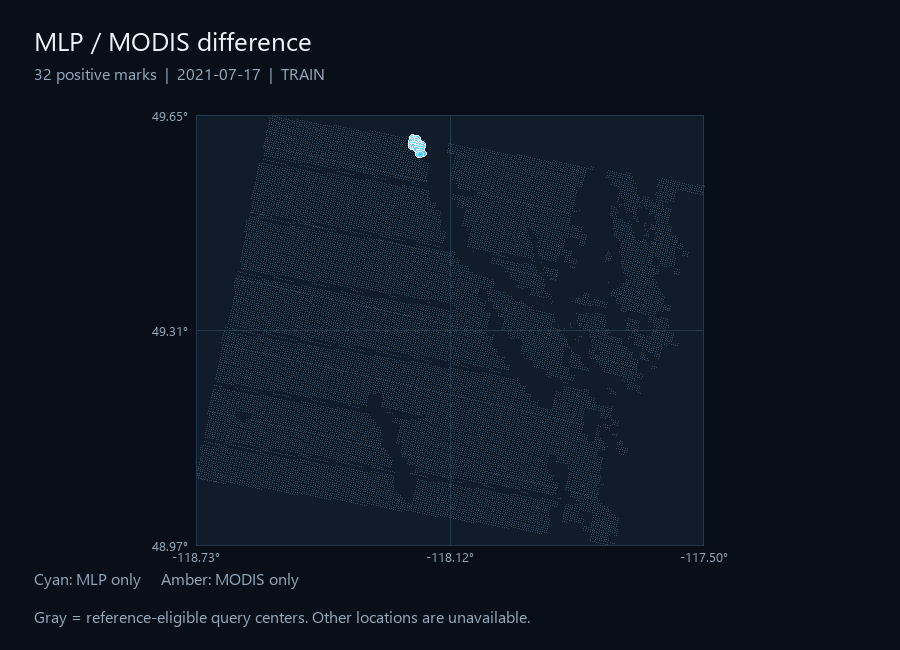 MLP / MODIS difference
32 positive marks | 2021-07-17 | TRAIN
49.65°
49.31°
48.97°
-118.73° -118.12° -117.50°
Cyan: MLP only Amber: MODIS only
Gray = reference-eligible query centers. Other locations are unavailable.